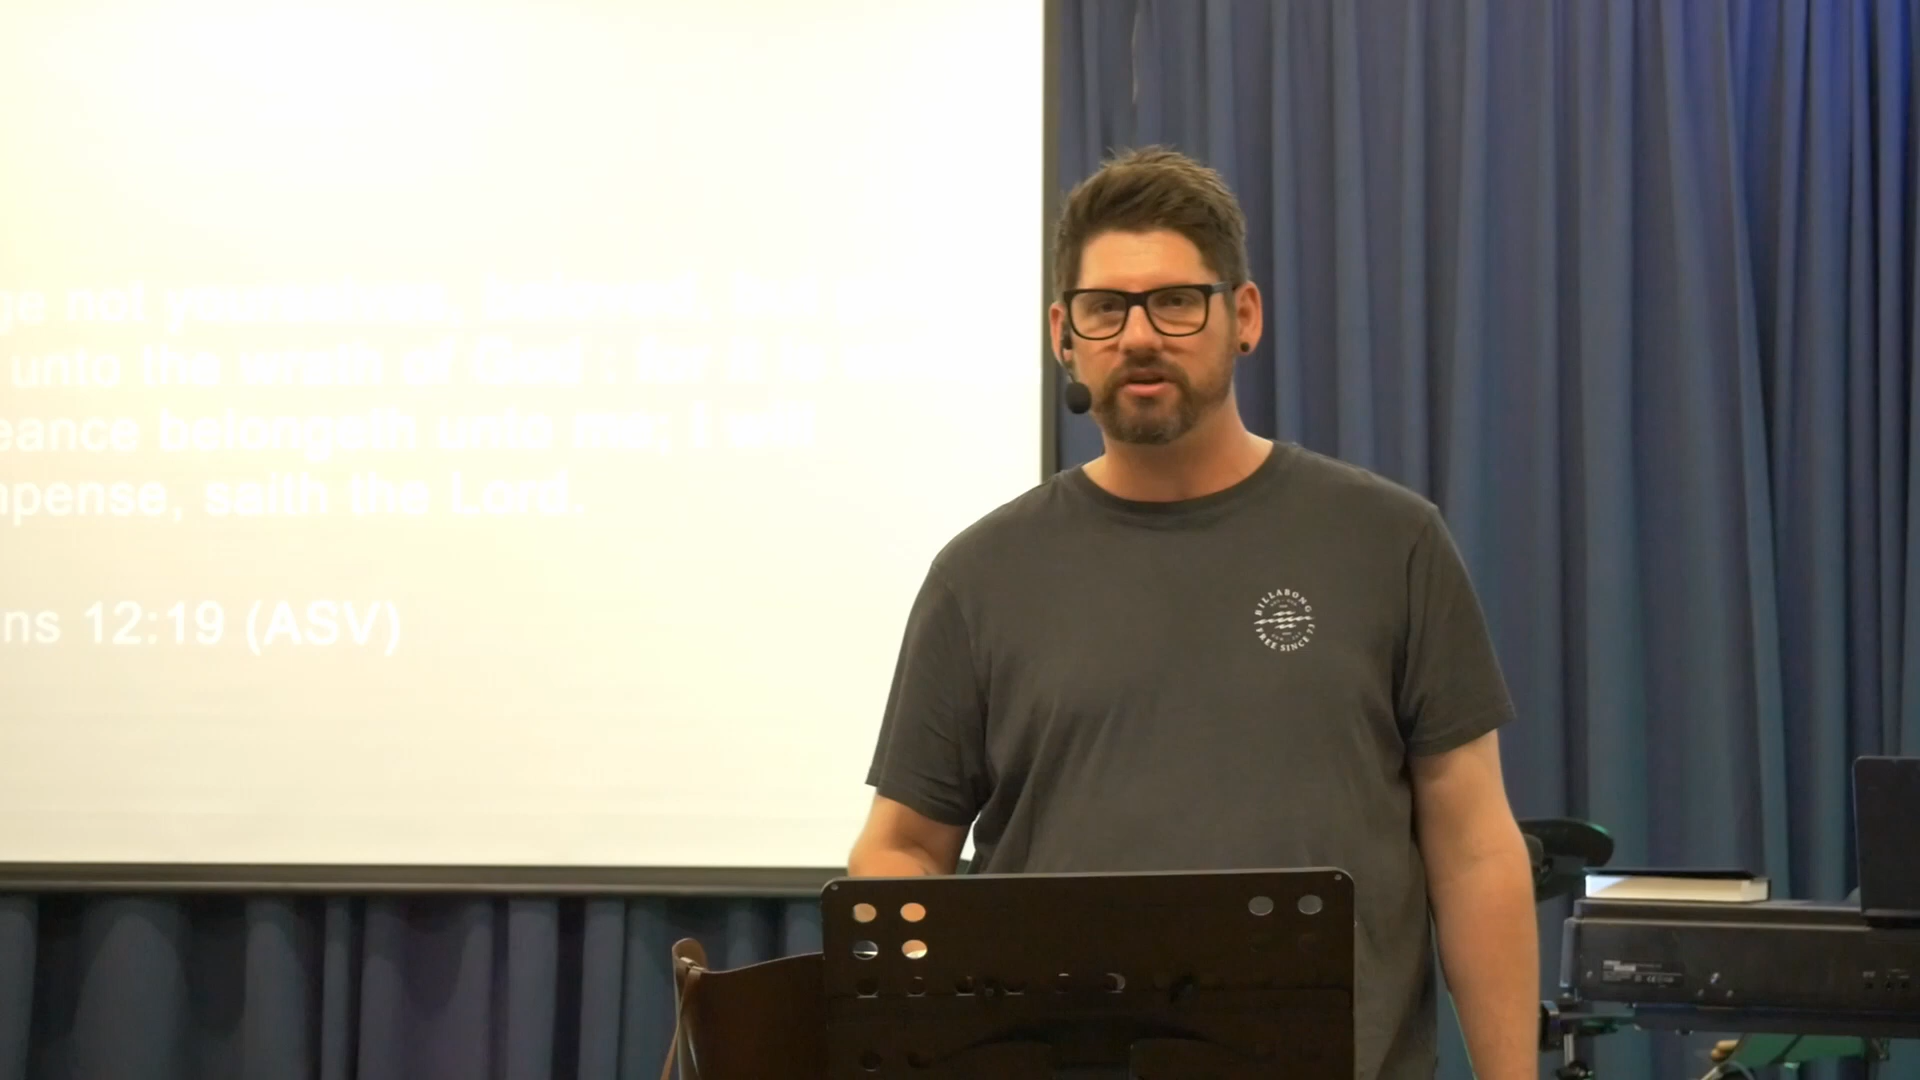 ge not yourselves, beloved, but g
unto the wrath of God : for it is w
eance belongeth unto me; I will
npense, saith the Lord.
ns 12:19 (ASV)
BILLABONG
FREE SINCE 73